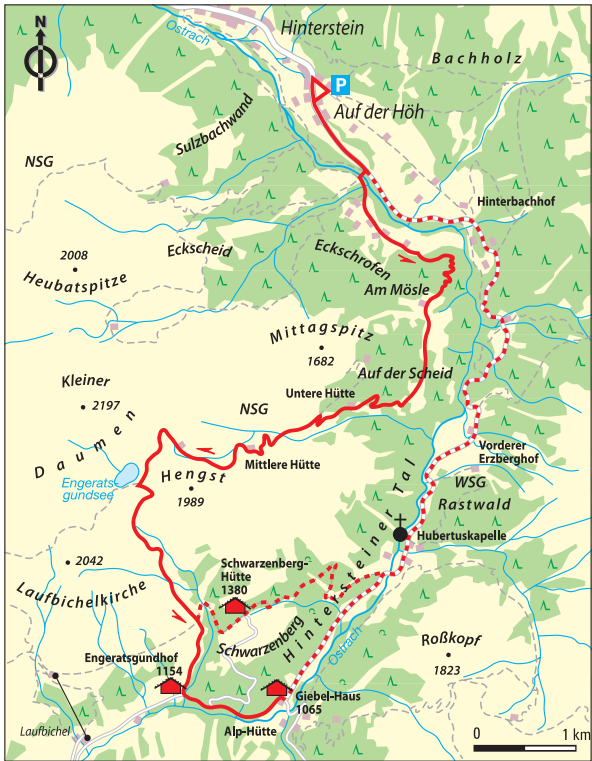 N
Ostrach
Hinterstein
P
Bachholz
Auf der Höh
Sulzbachwand
NSG
Hinterbachhof
Eckscheid
Eckschrofen
2008
Heubatspitze
Am Mösle
Mittagspitz
1682
Auf der Scheid
Kleiner
2197
Daumen
Untere Hütte
NSG
Mittlere Hütte
Vorderer
Erzberghof
Hengst
1989
Engerats-
gundsee
WSG
Rastwald
Hintersteiner Tal
Hubertuskapelle
2042
Laufbichelkirche
Schwarzenberg-
Hütte
1380
Schwarzenberg
Ostrach
Roßkopf
1823
Engeratsgundhof
1154
Giebel-Haus
1065
Laufbichel
Alp-Hütte
0 1 km